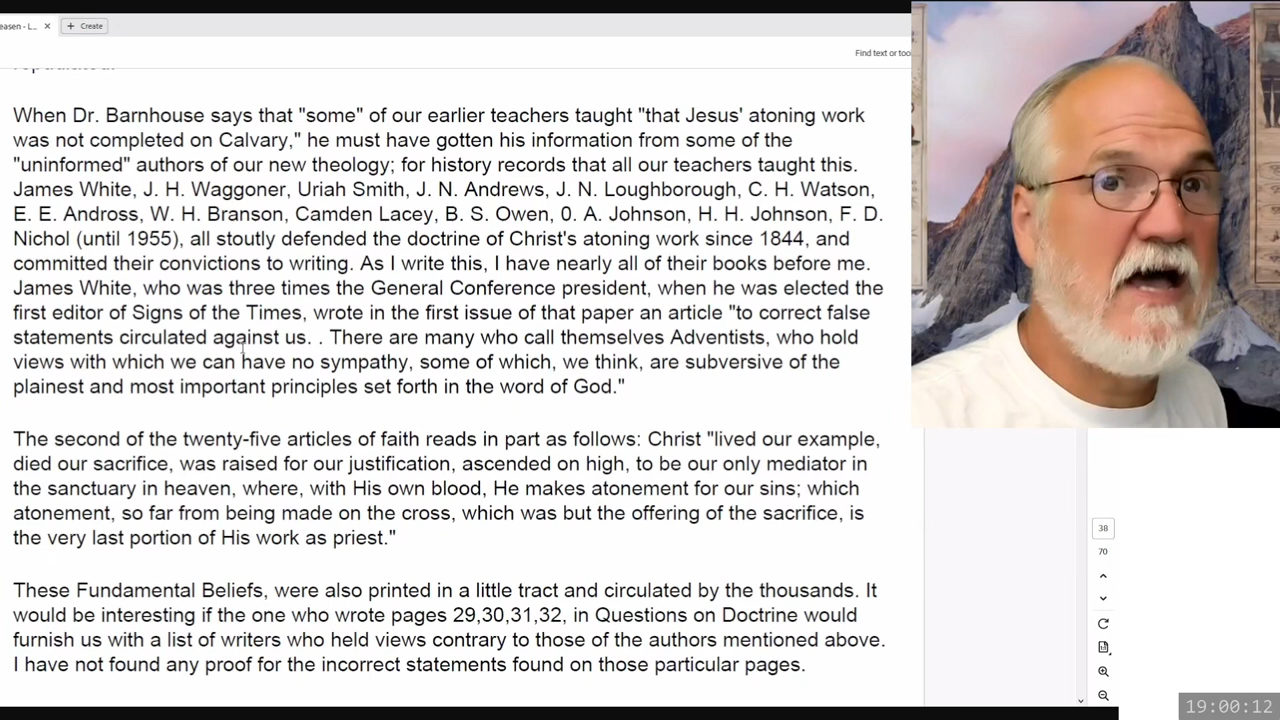 easen - L...
Create
Find text or too
When Dr. Barnhouse says that "some" of our earlier teachers taught "that Jesus' atoning work
was not completed on Calvary," he must have gotten his information from some of the
"uninformed" authors of our new theology; for history records that all our teachers taught this.
James White, J. H. Waggoner, Uriah Smith, J. N. Andrews, J. N. Loughborough, C. H. Watson,
E. E. Andross, W. H. Branson, Camden Lacey, B. S. Owen, 0. A. Johnson, H. H. Johnson, F. D.
Nichol (until 1955), all stoutly defended the doctrine of Christ's atoning work since 1844, and
committed their convictions to writing. As I write this, I have nearly all of their books before me.
James White, who was three times the General Conference president, when he was elected the
first editor of Signs of the Times, wrote in the first issue of that paper an article "to correct false
statements circulated against us. . There are many who call themselves Adventists, who hold
views with which we can have no sympathy, some of which, we think, are subversive of the
plainest and most important principles set forth in the word of God."
The second of the twenty-five articles of faith reads in part as follows: Christ "lived our example,
died our sacrifice, was raised for our justification, ascended on high, to be our only mediator in
the sanctuary in heaven, where, with His own blood, He makes atonement for our sins; which
atonement, so far from being made on the cross, which was but the offering of the sacrifice, is
the very last portion of His work as priest."
These Fundamental Beliefs, were also printed in a little tract and circulated by the thousands. It
would be interesting if the one who wrote pages 29,30,31,32, in Questions on Doctrine would
furnish us with a list of writers who held views contrary to those of the authors mentioned above.
I have not found any proof for the incorrect statements found on those particular pages.
38
70
19:00:12